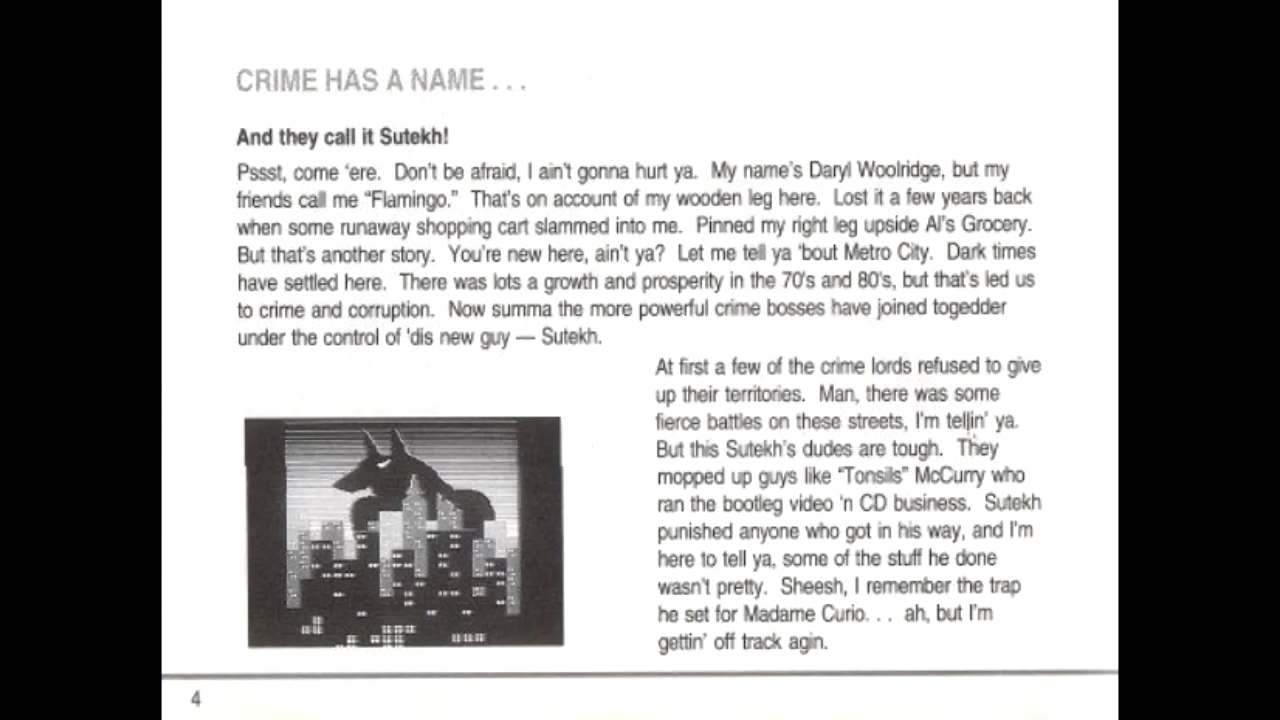 CRIME HAS A NAME . . .
And they call it Sutekh!
Pssst, come ‘ere. Don't be afraid, I ain't gonna hurt ya. My name's Daryl Woolridge, but my
friends call me “Flamingo.” That's on account of my wooden leg here. Lost it a few years back
when some runaway shopping cart slammed into me. Pinned my right leg upside Al's Grocery.
But that's another story. You're new here, ain't ya? Let me tell ya ‘bout Metro City. Dark times
have settled here. There was lots a growth and prosperity in the 70's and 80's, but that's led us
to crime and corruption. Now summa the more powerful crime bosses have joined togedder
under the control of 'dis new guy — Sutekh.
At first a few of the crime lords refused to give
up their territories. Man, there was some
fierce battles on these streets, I'm tellin' ya.
But this Sutekh's dudes are tough. They
mopped up guys like “Tonsils” McCurry who
ran the bootleg video ‘n CD business. Sutekh
punished anyone who got in his way, and I'm
here to tell ya, some of the stuff he done
wasn't pretty. Sheesh, I remember the trap
he set for Madame Curio. . . ah, but I'm
gettin' off track agin.
4